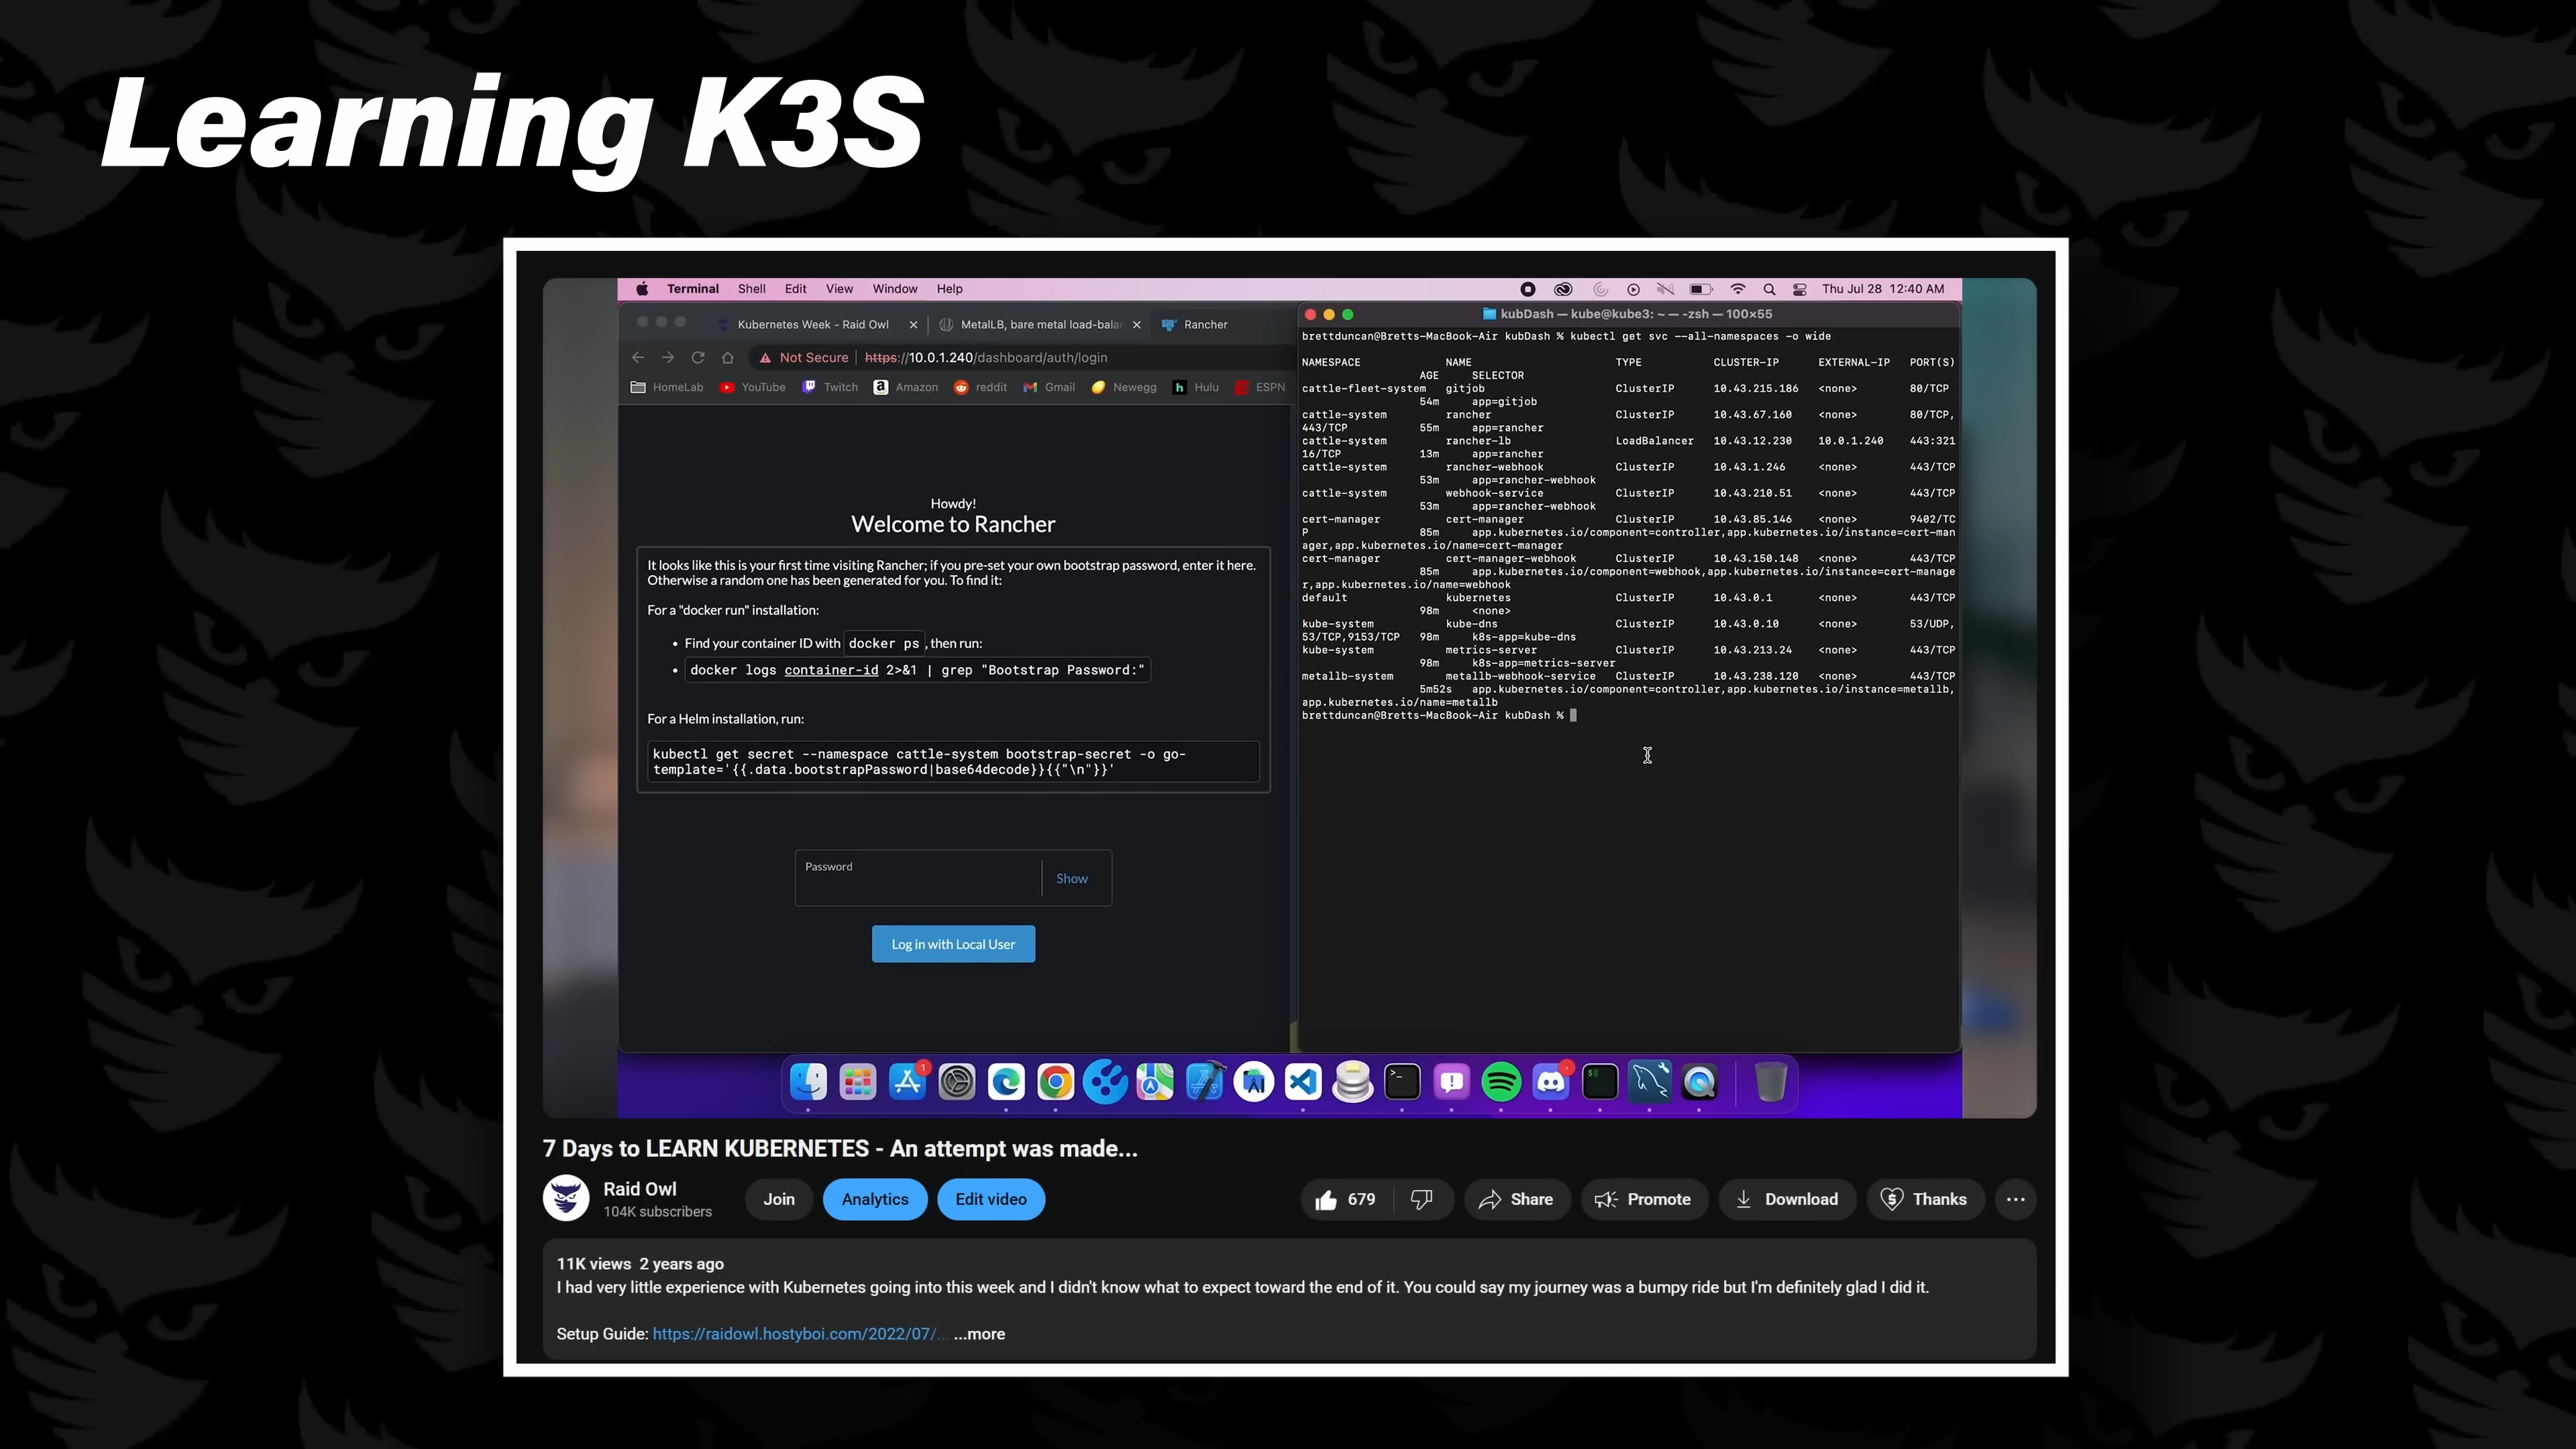 Learning K3S
Terminal Shell Edit View Window Help Thu Jul 28 12:40 AM
Kubernetes Week - Raid Owl MetalLB, bare metal load-bala Rancher
Not Secure https://10.0.1.240/dashboard/auth/login
HomeLab YouTube Twitch Amazon reddit Gmail Newegg Hulu ESPN
Howdy!
Welcome to Rancher
It looks like this is your first time visiting Rancher; if you pre-set your own bootstrap password, enter it here.
Otherwise a random one has been generated for you. To find it:
For a "docker run" installation:
• Find your container ID with docker ps , then run:
• docker logs container-id 2>&1 | grep "Bootstrap Password:"
For a Helm installation, run:
kubectl get secret --namespace cattle-system bootstrap-secret -o go-
template='{{.data.bootstrapPassword|base64decode}}{{"\n"}}'
Password
Show
Log in with Local User
kubDash — kube@kube3: ~ — -zsh — 100×55
brettduncan@Bretts-MacBook-Air kubDash % kubectl get svc --all-namespaces -o wide
NAMESPACE NAME TYPE CLUSTER-IP EXTERNAL-IP PORT(S)
AGE SELECTOR
cattle-fleet-system gitjob ClusterIP 10.43.215.186 <none> 80/TCP
54m app=gitjob
cattle-system rancher ClusterIP 10.43.67.160 <none> 80/TCP,
443/TCP 55m app=rancher
cattle-system rancher-lb LoadBalancer 10.43.12.230 10.0.1.240 443:321
16/TCP 13m app=rancher
cattle-system rancher-webhook ClusterIP 10.43.1.246 <none> 443/TCP
53m app=rancher-webhook
cattle-system webhook-service ClusterIP 10.43.210.51 <none> 443/TCP
53m app=rancher-webhook
cert-manager cert-manager ClusterIP 10.43.85.146 <none> 9402/TC
P 85m app.kubernetes.io/component=controller,app.kubernetes.io/instance=cert-man
ager,app.kubernetes.io/name=cert-manager
cert-manager cert-manager-webhook ClusterIP 10.43.150.148 <none> 443/TCP
85m app.kubernetes.io/component=webhook,app.kubernetes.io/instance=cert-manage
r,app.kubernetes.io/name=webhook
default kubernetes ClusterIP 10.43.0.1 <none> 443/TCP
98m <none>
kube-system kube-dns ClusterIP 10.43.0.10 <none> 53/UDP,
53/TCP,9153/TCP 98m k8s-app=kube-dns
kube-system metrics-server ClusterIP 10.43.213.24 <none> 443/TCP
98m k8s-app=metrics-server
metallb-system metallb-webhook-service ClusterIP 10.43.238.120 <none> 443/TCP
5m52s app.kubernetes.io/component=controller,app.kubernetes.io/instance=metallb,
app.kubernetes.io/name=metallb
brettduncan@Bretts-MacBook-Air kubDash %
7 Days to LEARN KUBERNETES - An attempt was made...
Raid Owl
104K subscribers
Join Analytics Edit video 679 Share Promote Download Thanks
11K views 2 years ago
I had very little experience with Kubernetes going into this week and I didn't know what to expect toward the end of it. You could say my journey was a bumpy ride but I'm definitely glad I did it.
Setup Guide: https://raidowl.hostyboi.com/2022/07/... ...more